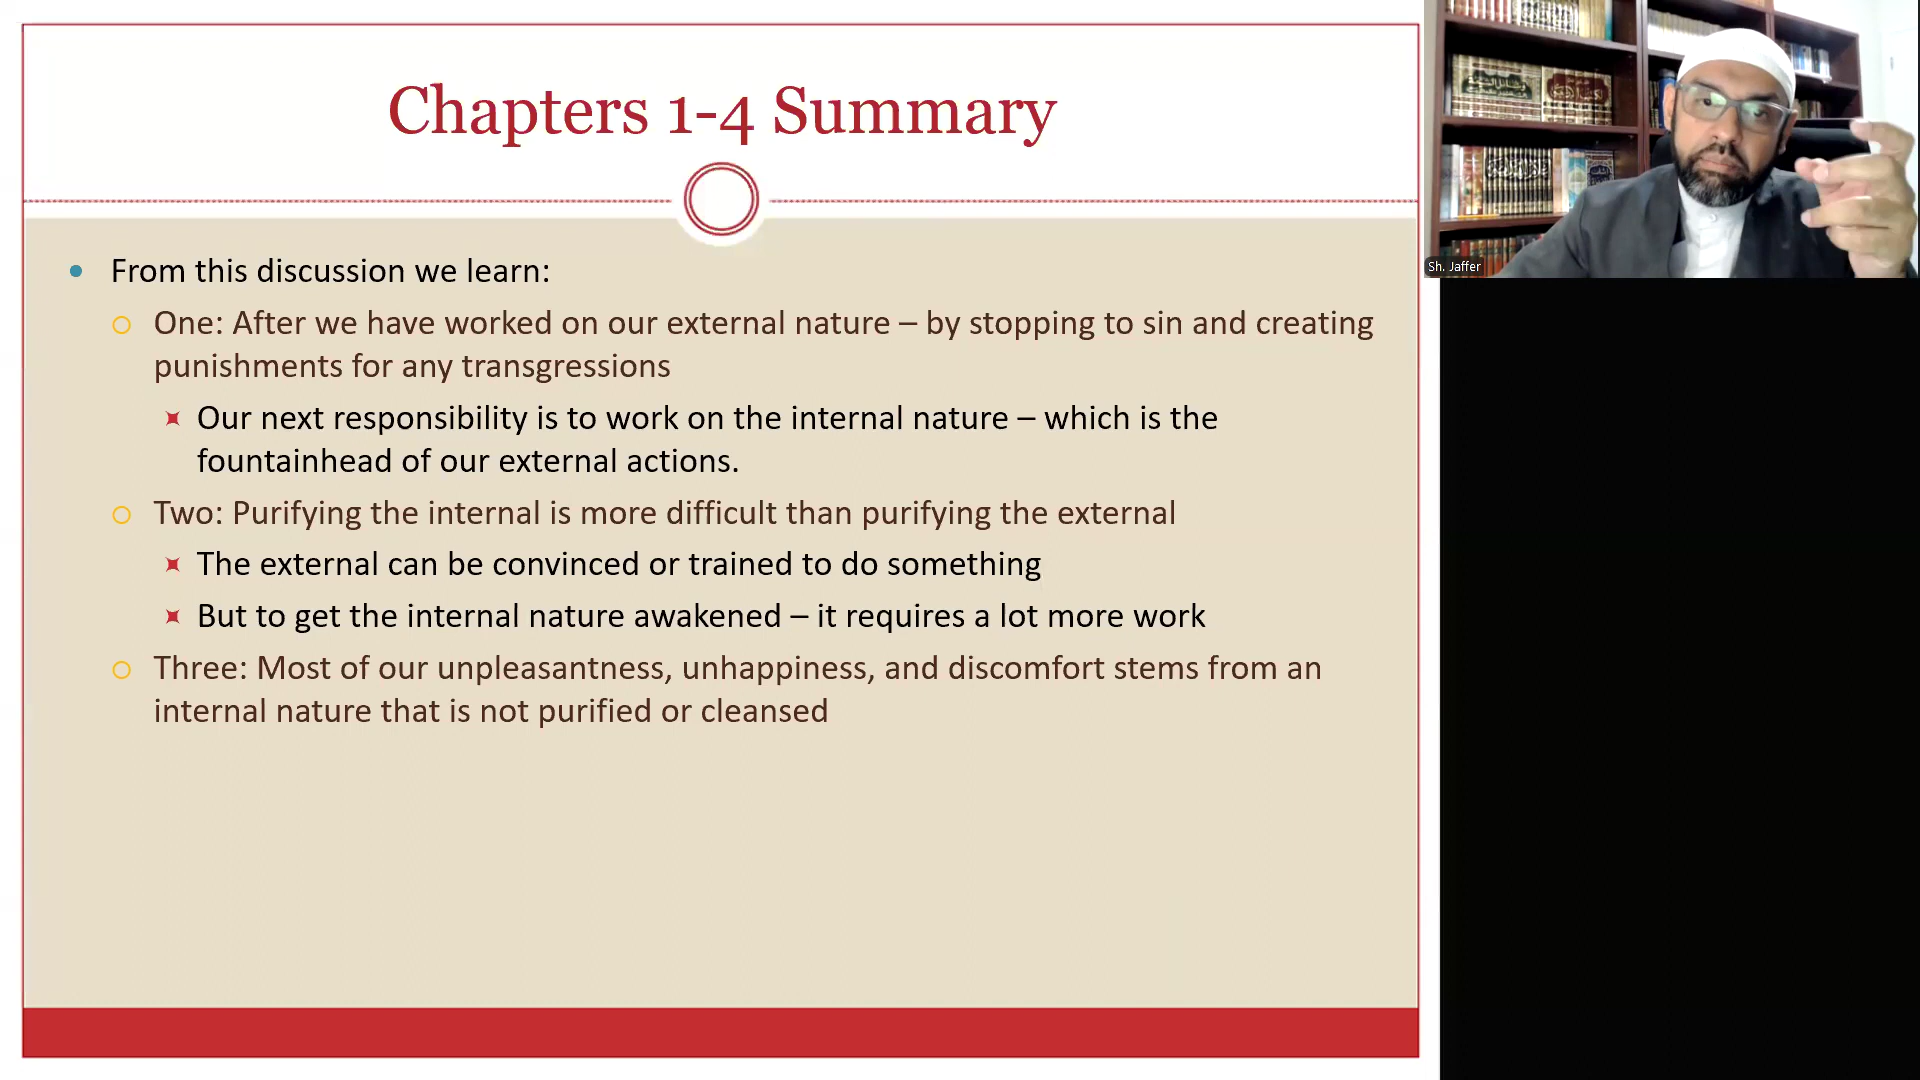 Chapters 1-4 Summary
From this discussion we learn:
One: After we have worked on our external nature – by stopping to sin and creating
punishments for any transgressions
Our next responsibility is to work on the internal nature – which is the
fountainhead of our external actions.
Two: Purifying the internal is more difficult than purifying the external
The external can be convinced or trained to do something
But to get the internal nature awakened – it requires a lot more work
Three: Most of our unpleasantness, unhappiness, and discomfort stems from an
internal nature that is not purified or cleansed
Sh. Jaffer